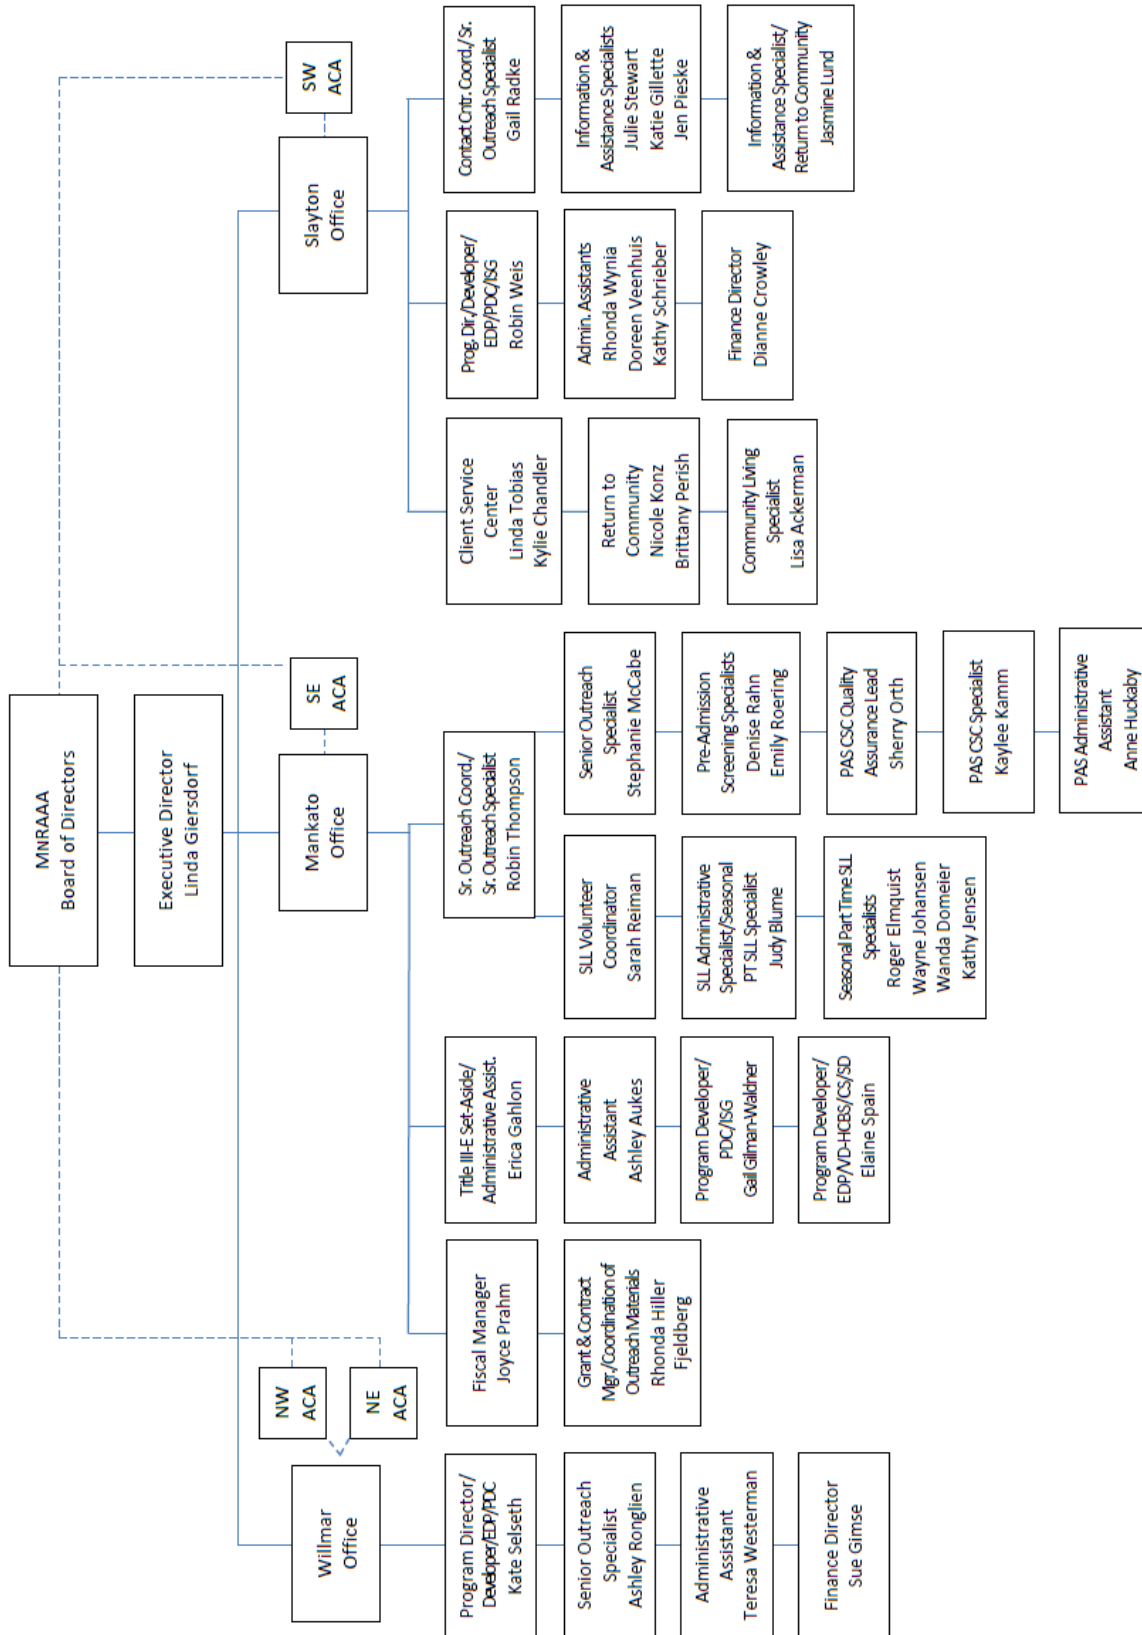 MNRAAA
Board of Directors
Executive Director
Linda Giersdorf
NW
ACA
NE
ACA
SE
ACA
SW
ACA
Willmar
Office
Mankato
Office
Slayton
Office
Program Director/
Developer/EDP/PDC
Kate Selseth
Senior Outreach
Specialist
Ashley Ronglien
Administrative
Assistant
Teresa Westerman
Finance Director
Sue Gimse
Fiscal Manager
Joyce Prahm
Grant & Contract
Mgr./Coordination of
Outreach Materials
Rhonda Hiller
Fjeldberg
Title III-E Set-Aside/
Administrative Assist.
Erica Gahlon
Administrative
Assistant
Ashley Aukes
Program Developer/
PDC/ISG
Gail Gilman-Waldner
Program Developer/
EDP/VD-HCBS/CS/SD
Elaine Spain
Sr. Outreach Coord./
Sr. Outreach Specialist
Robin Thompson
SLL Volunteer
Coordinator
Sarah Reiman
SLL Administrative
Specialist/Seasonal
PT SLL Specialist
Judy Blume
Seasonal Part Time SLL
Specialists
Roger Elmquist
Wayne Johansen
Wanda Domeier
Kathy Jensen
Senior Outreach
Specialist
Stephanie McCabe
Pre-Admission
Screening Specialists
Denise Rahn
Emily Roering
PAS CSC Quality
Assurance Lead
Sherry Orth
PAS CSC Specialist
Kaylee Kamm
PAS Administrative
Assistant
Anne Huckaby
Client Service
Center
Linda Tobias
Kylie Chandler
Return to
Community
Nicole Konz
Brittany Perish
Community Living
Specialist
Lisa Ackerman
Prog. Dir./Developer/
EDP/PDC/ISG
Robin Weis
Admin. Assistants
Rhonda Wynia
Doreen Veenhuis
Kathy Schrieber
Finance Director
Dianne Crowley
Contact Cntr. Coord./Sr.
Outreach Specialist
Gail Radke
Information &
Assistance Specialists
Julie Stewart
Katie Gillette
Jen Pieske
Information &
Assistance Specialist/
Return to Community
Jasmine Lund